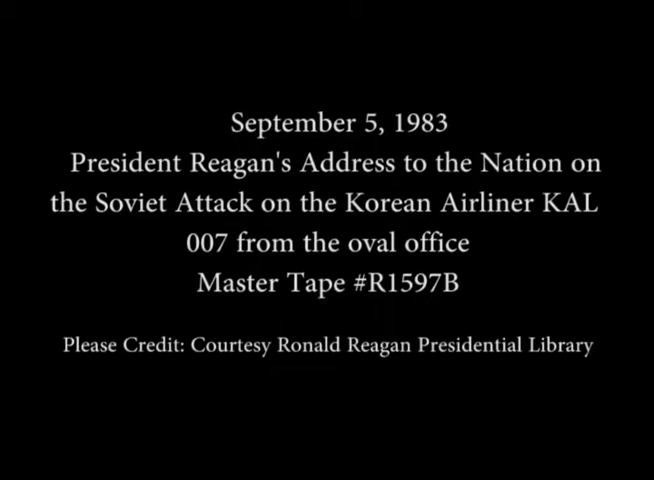 September 5, 1983
President Reagan's Address to the Nation on
the Soviet Attack on the Korean Airliner KAL
007 from the oval office
Master Tape #R1597B
Please Credit: Courtesy Ronald Reagan Presidential Library